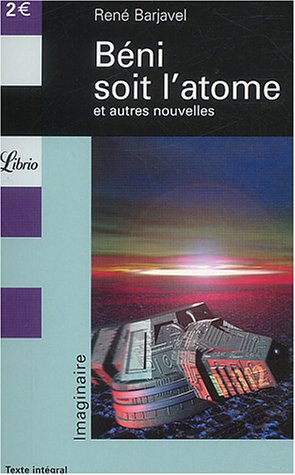 2€
René Barjavel
Béni
soit l'atome
et autres nouvelles
Librio
Imaginaire
Texte intégral